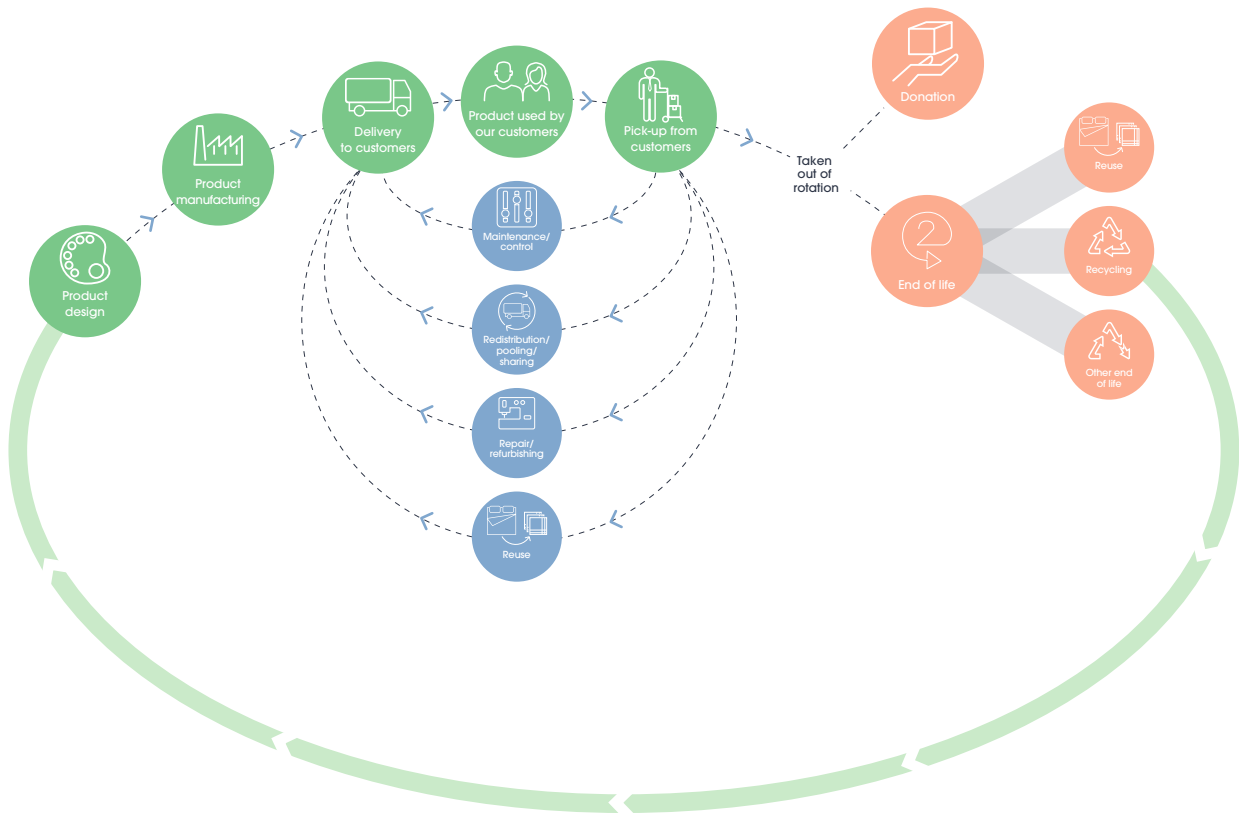 Product
design
Product
manufacturing
Delivery
to customers
Product used by
our customers
Pick-up from
customers
Maintenance/
control
Redistribution/
pooling/
sharing
Repair/
refurbishing
Reuse
Taken
out of
rotation
Donation
2
End of life
Reuse
Recycling
Other end
of life